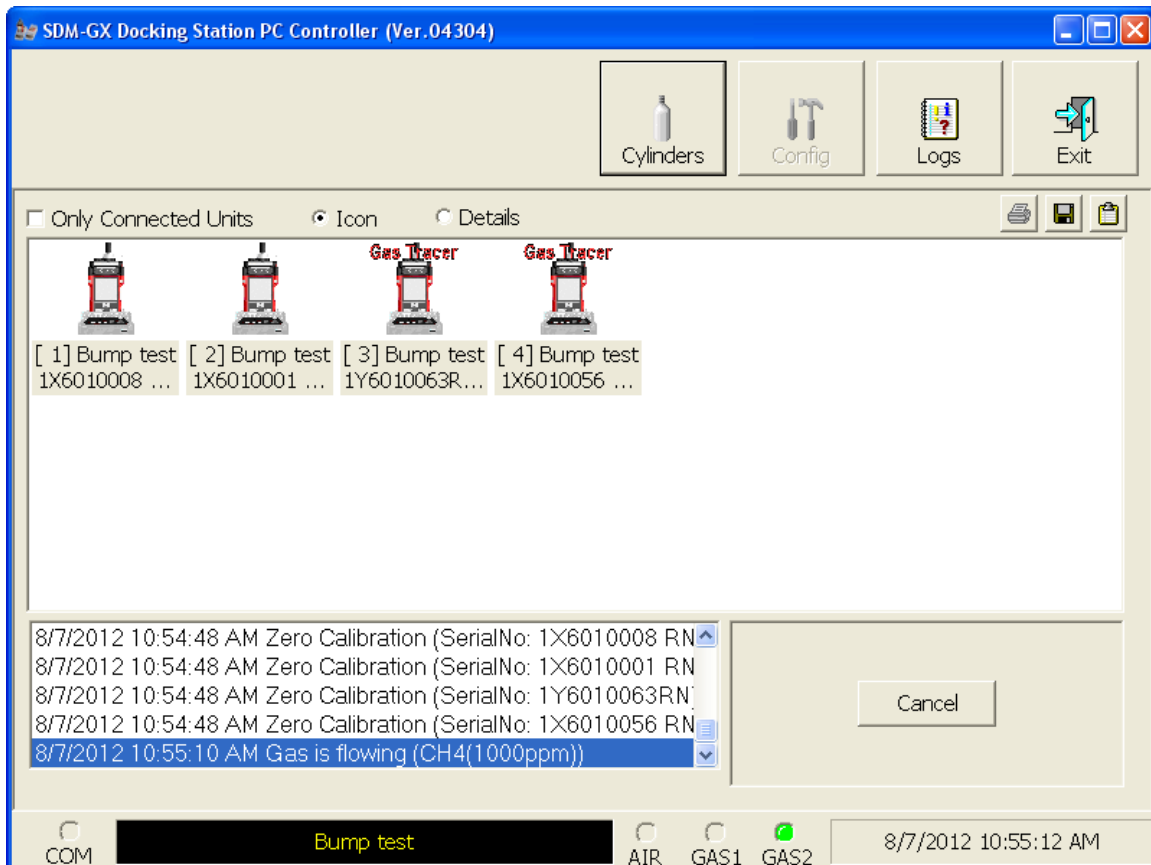 SDM-GX Docking Station PC Controller (Ver.04304)
Cylinders
Config
Logs
Exit
Only Connected Units
Icon
Details
Gas Tracer
Gas Tracer
[ 1] Bump test
1X6010008 ...
[ 2] Bump test
1X6010001 ...
[ 3] Bump test
1Y6010063R...
[ 4] Bump test
1X6010056 ...
8/7/2012 10:54:48 AM Zero Calibration (SerialNo: 1X6010008 RN
8/7/2012 10:54:48 AM Zero Calibration (SerialNo: 1X6010001 RN
8/7/2012 10:54:48 AM Zero Calibration (SerialNo: 1Y6010063RN
8/7/2012 10:54:48 AM Zero Calibration (SerialNo: 1X6010056 RN
8/7/2012 10:55:10 AM Gas is flowing (CH4(1000ppm))
Cancel
COM
Bump test
AIR
GAS1
GAS2
8/7/2012 10:55:12 AM